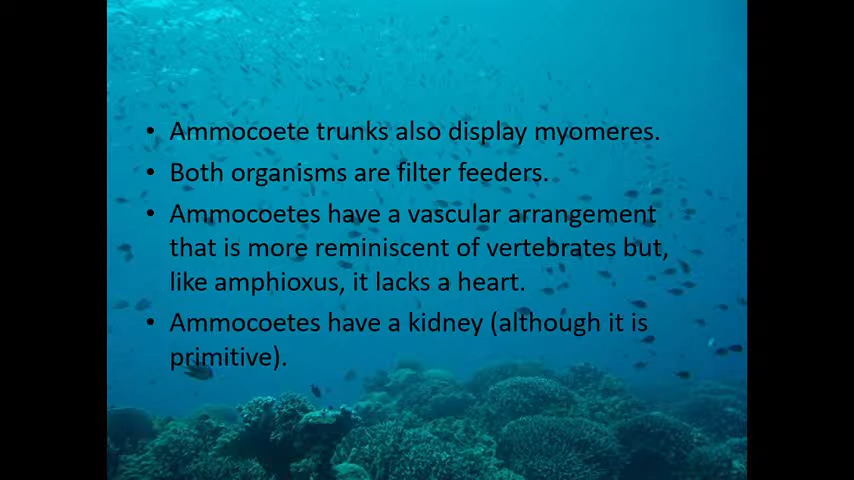 • Ammocoete trunks also display myomeres.
• Both organisms are filter feeders.
• Ammocoetes have a vascular arrangement
that is more reminiscent of vertebrates but,
like amphioxus, it lacks a heart.
• Ammocoetes have a kidney (although it is
primitive).